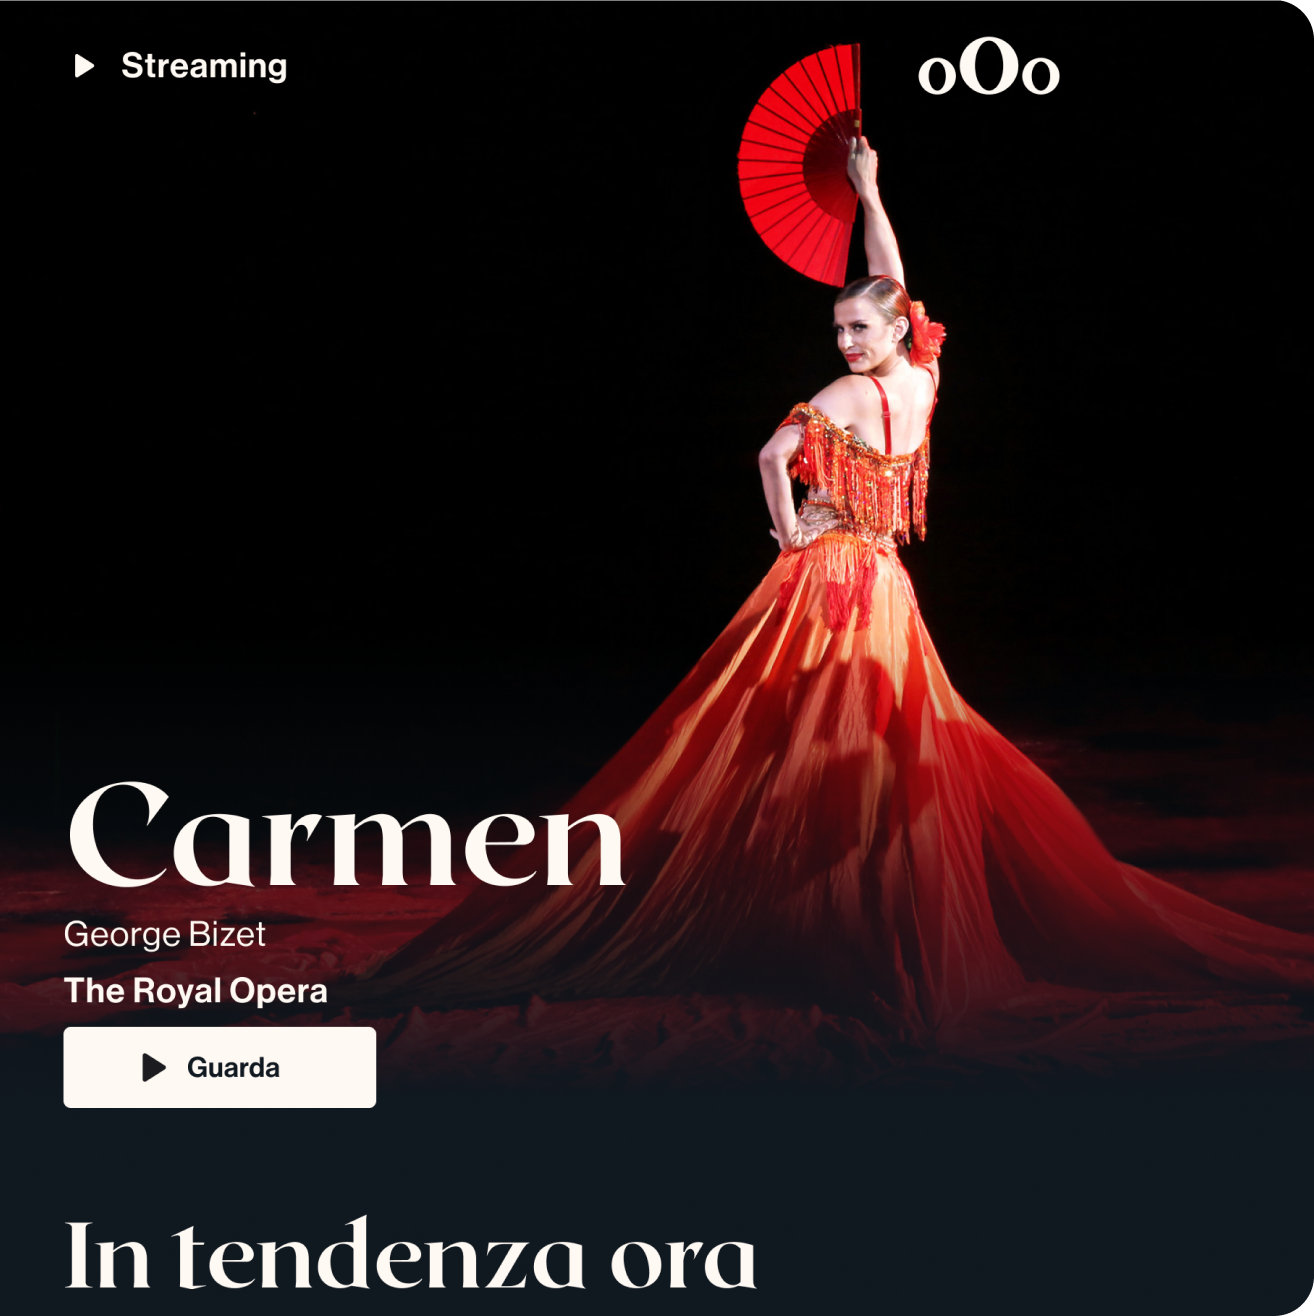 Streaming
oOo
Carmen
George Bizet
The Royal Opera
Guarda
In tendenza ora